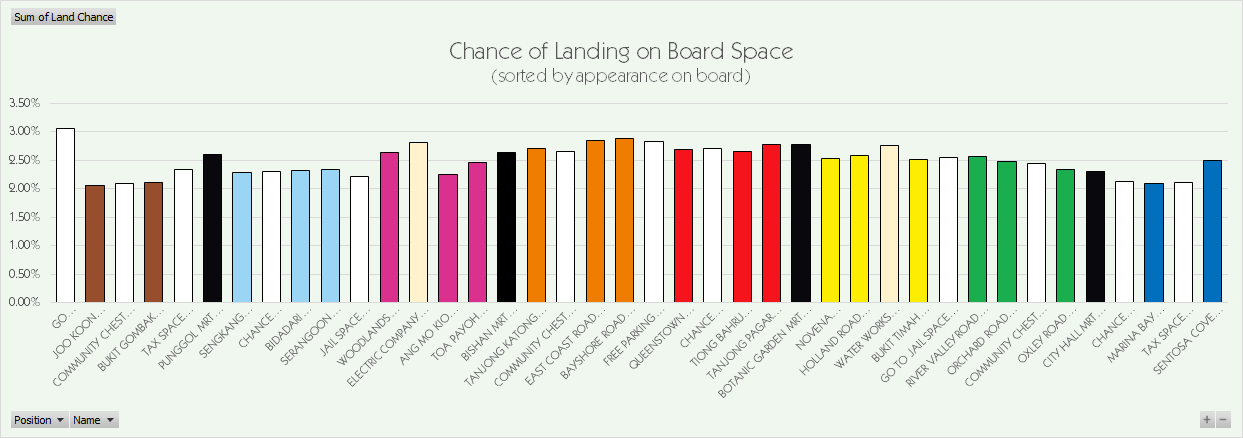 Sum of Land Chance
Chance of Landing on Board Space
(sorted by appearance on board)
3.50%
3.00%
2.50%
2.00%
1.50%
1.00%
0.50%
0.00%
GO...
JOO KOON...
COMMUNITY CHEST...
BUKIT GOMBAK...
TAX SPACE...
PUNGGOL MRT...
SENGKANG...
CHANCE...
BIDADARI...
SERANGOON...
JAIL SPACE...
WOODLANDS...
ELECTRIC COMPANY...
ANG MO KIO...
TOA PAYOH...
BISHAN MRT...
TANJONG KATONG...
COMMUNITY CHEST...
EAST COAST ROAD...
BAYSHORE ROAD...
FREE PARKING...
QUEENSTOWN...
CHANCE...
TIONG BAHRU...
TANJONG PAGAR...
BOTANIC GARDEN MRT...
NOVENA...
HOLLAND ROAD...
WATER WORKS...
BUKIT TIMAH...
GO TO JAIL SPACE...
RIVER VALLEY ROAD...
ORCHARD ROAD...
COMMUNITY CHEST...
OXLEY ROAD...
CITY HALL MRT...
CHANCE...
MARINA BAY...
TAX SPACE...
SENTOSA COVE...
Position
Name
+ −